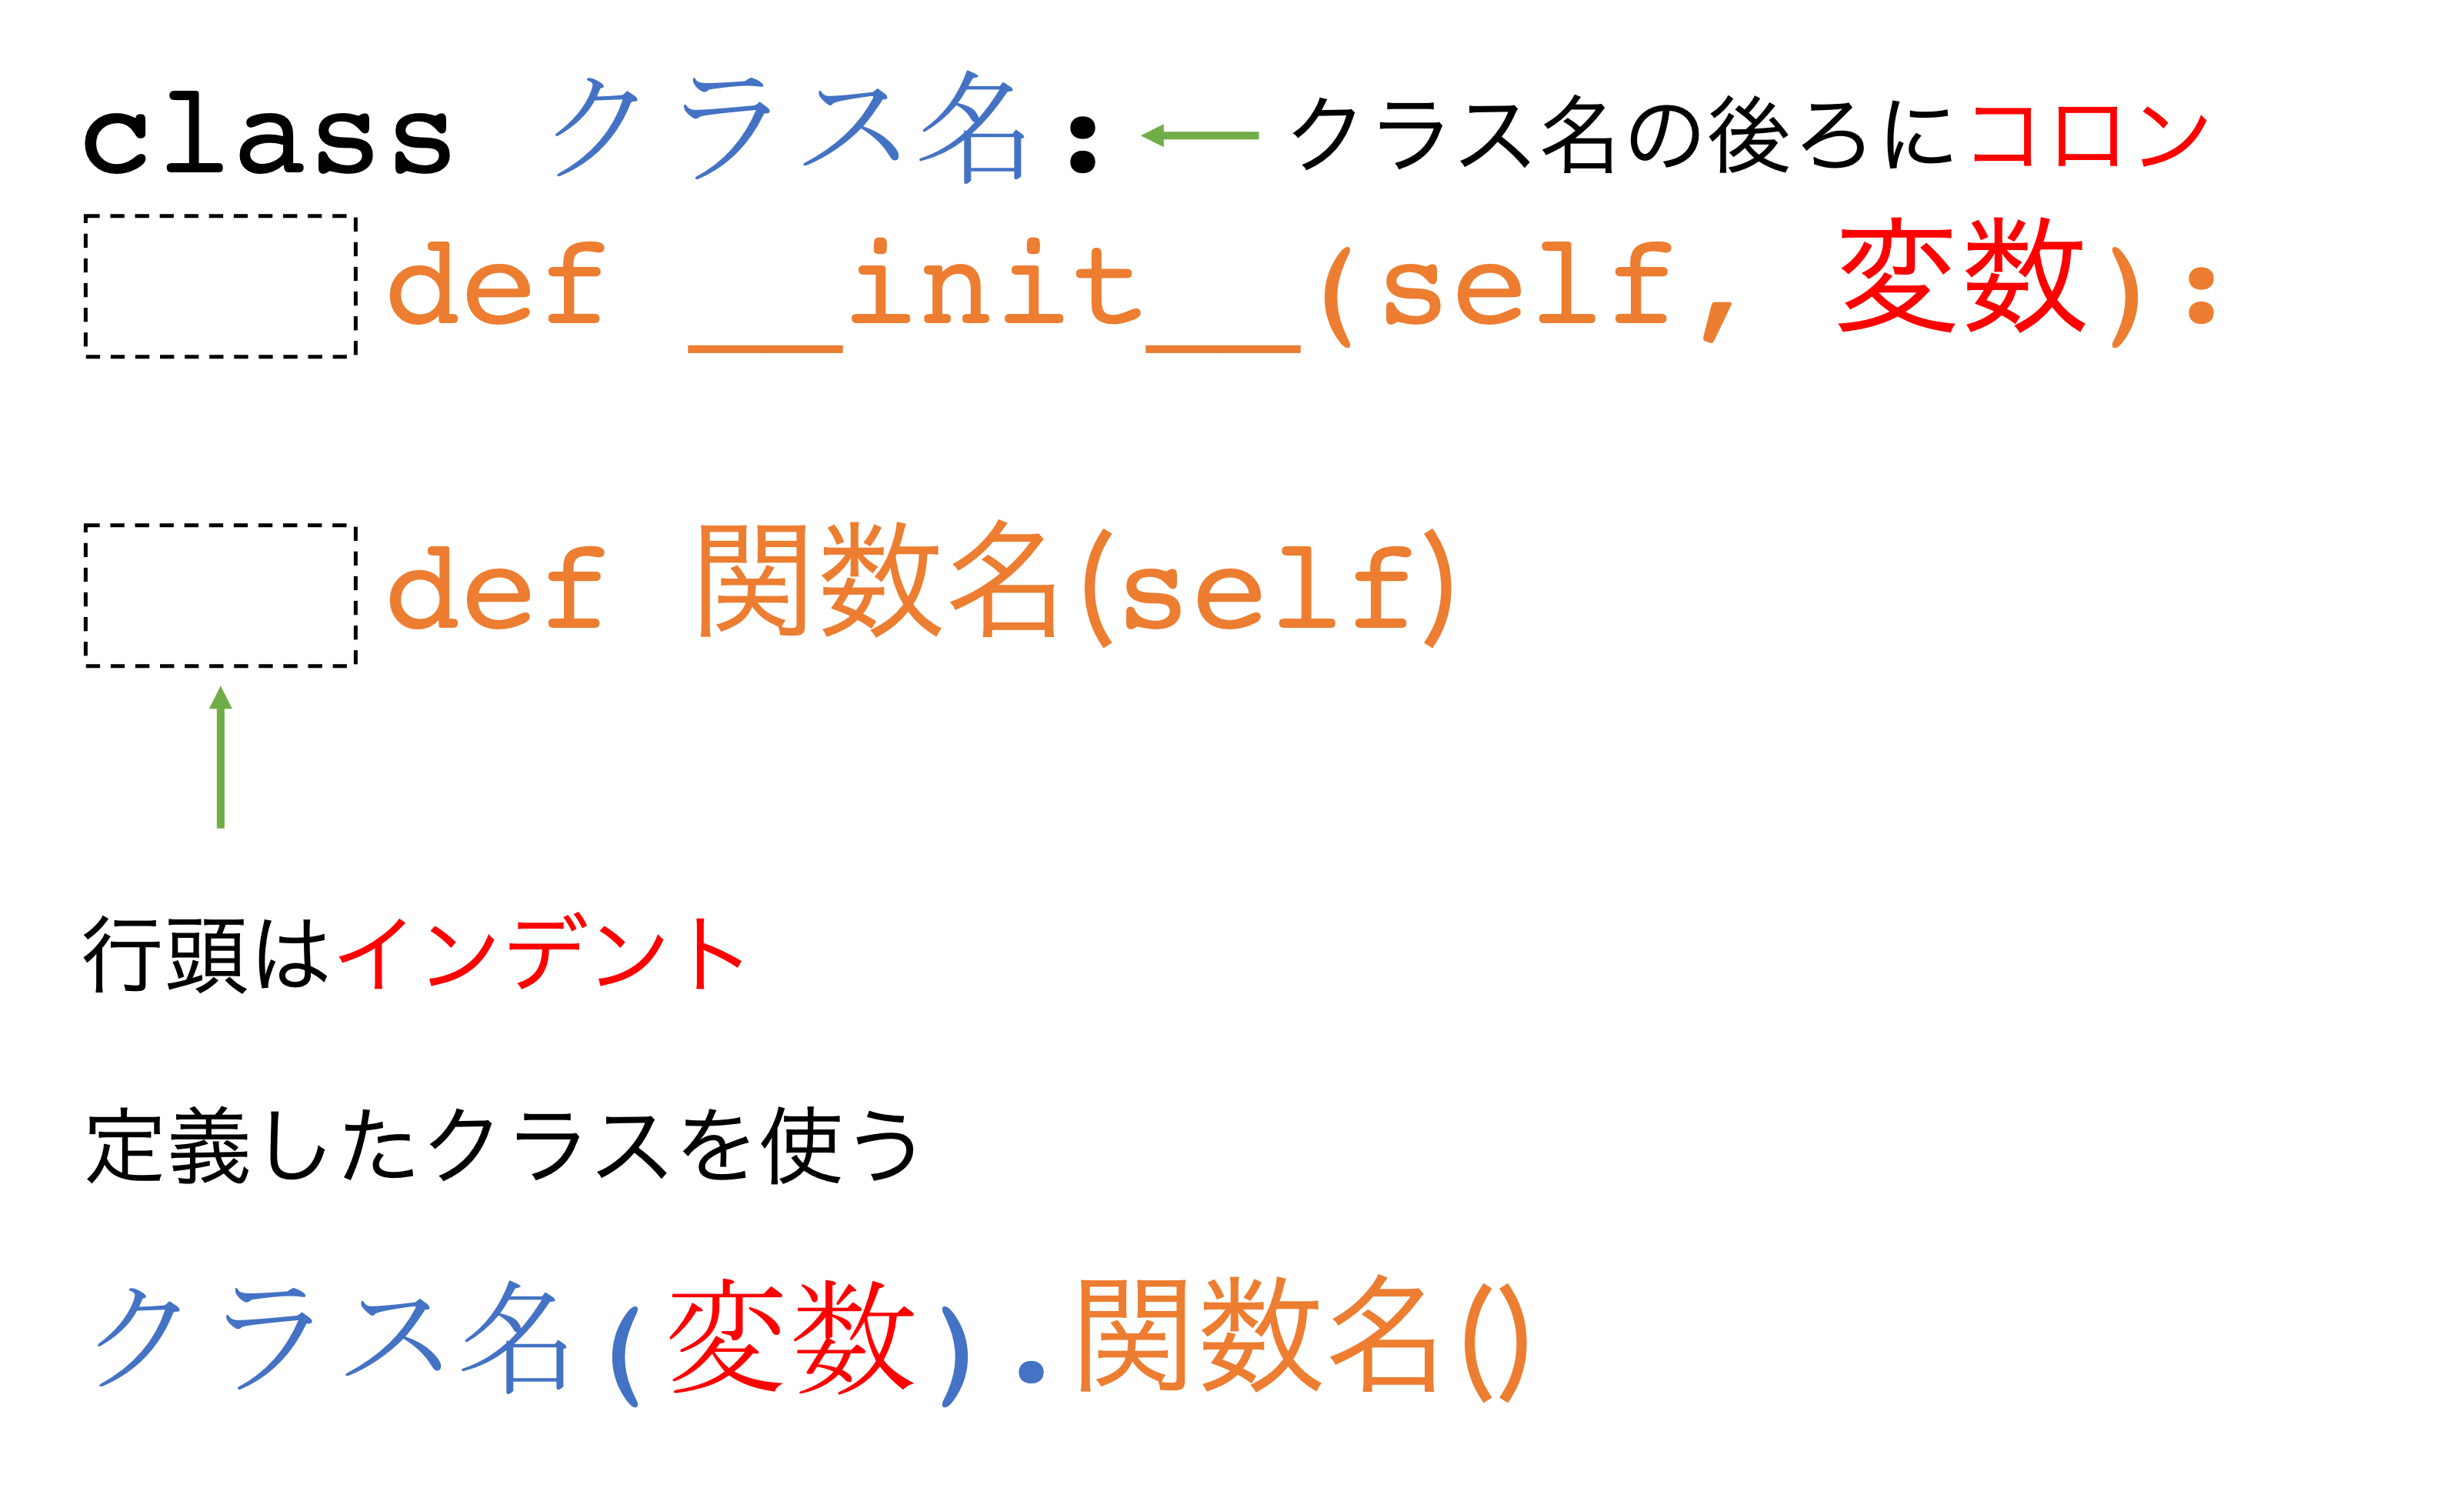 class クラス名: クラス名の後ろにコロン
def __init__(self, 変数):
def 関数名(self)
行頭はインデント
定義したクラスを使う
クラス名(変数).関数名()